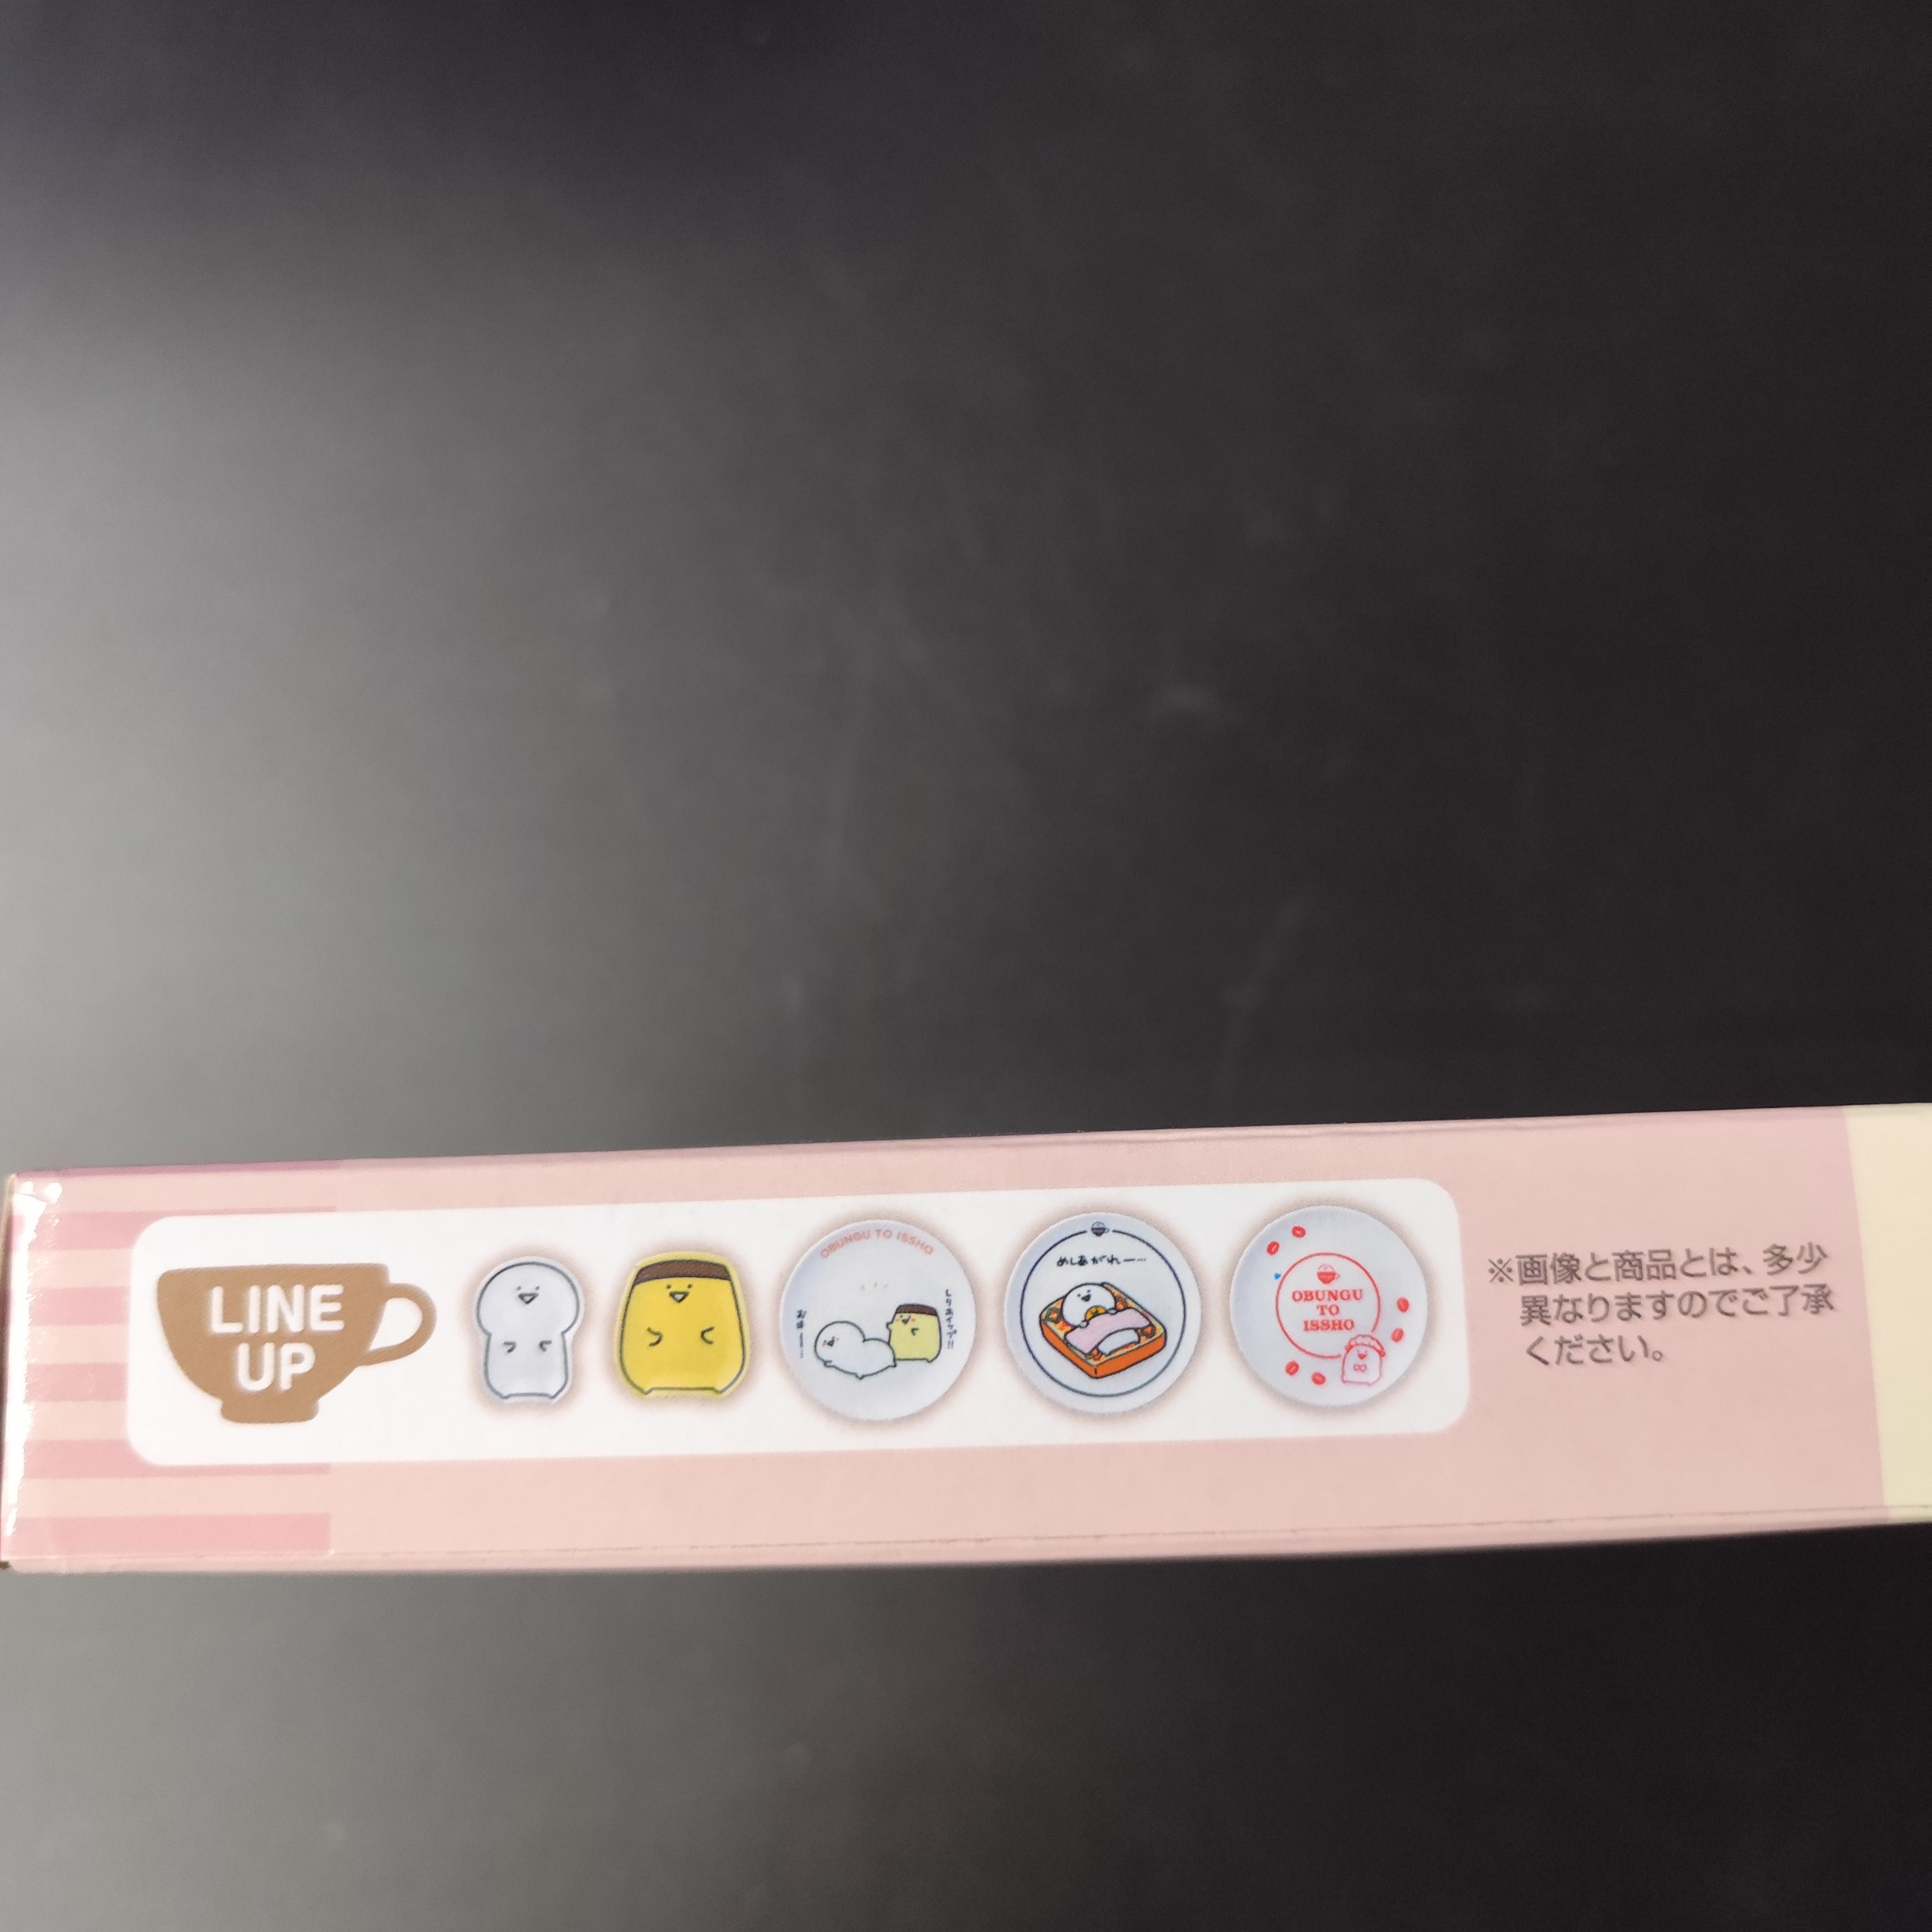 LINE
UP
OBUNGU TO ISSHO
めしあがれー…
OBUNGU
TO
ISSHO
※画像と商品とは、多少
異なりますのでご了承
ください。